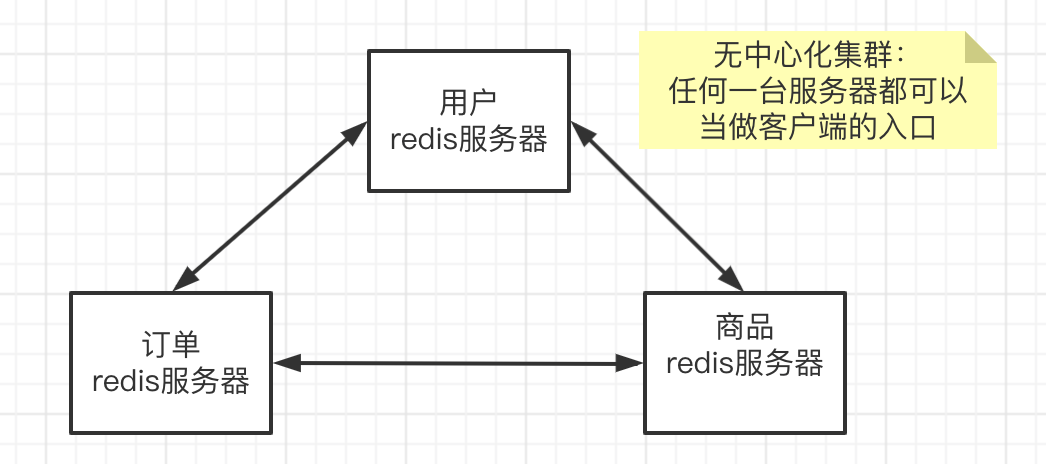 无中心化集群：
任何一台服务器都可以
当做客户端的入口
用户
redis服务器
订单
redis服务器
商品
redis服务器